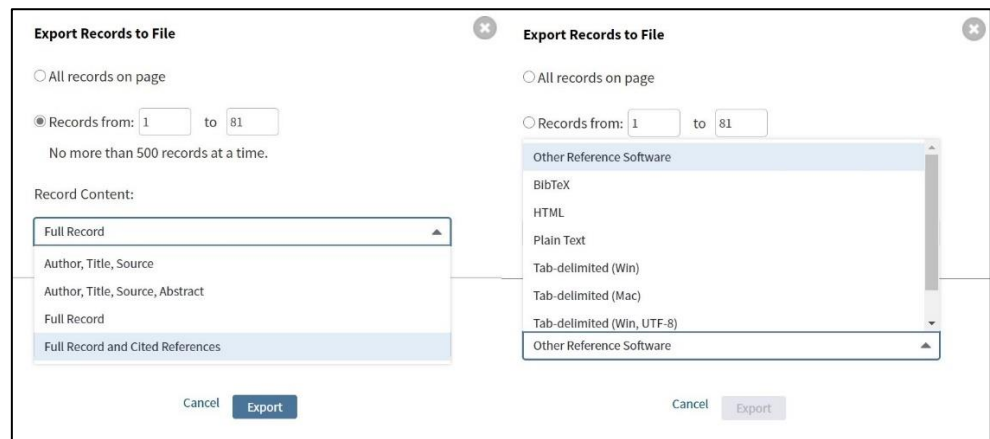 Export Records to File
All records on page
Records from: 1 to 81
No more than 500 records at a time.
Record Content:
Full Record
Author, Title, Source
Author, Title, Source, Abstract
Full Record
Full Record and Cited References
Cancel Export
Export Records to File
All records on page
Records from: 1 to 81
Other Reference Software
BibTeX
HTML
Plain Text
Tab-delimited (Win)
Tab-delimited (Mac)
Tab-delimited (Win, UTF-8)
Other Reference Software
Cancel Export